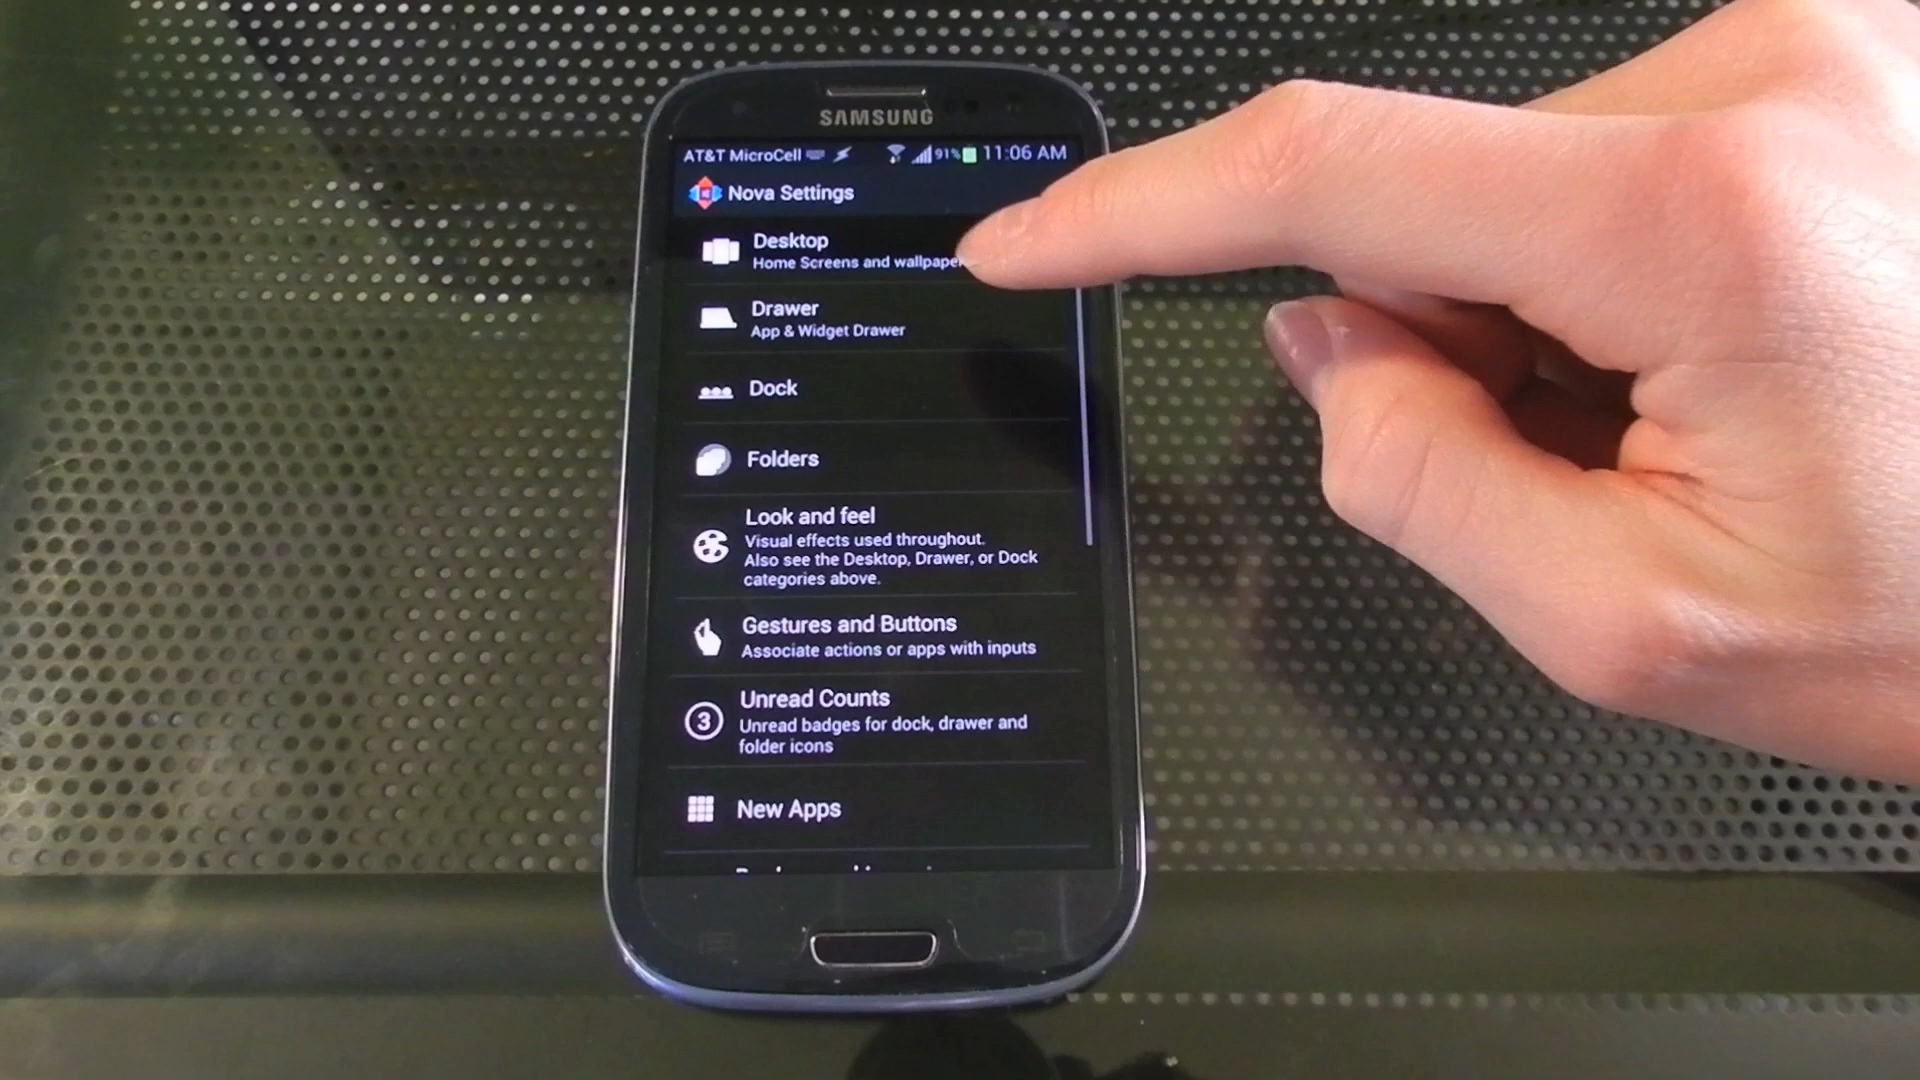 SAMSUNG
AT&T MicroCell 91% 11:06 AM
Nova Settings
Desktop
Home Screens and wallpaper
Drawer
App & Widget Drawer
Dock
Folders
Look and feel
Visual effects used throughout.
Also see the Desktop, Drawer, or Dock
categories above.
Gestures and Buttons
Associate actions or apps with inputs
3
Unread Counts
Unread badges for dock, drawer and
folder icons
New Apps